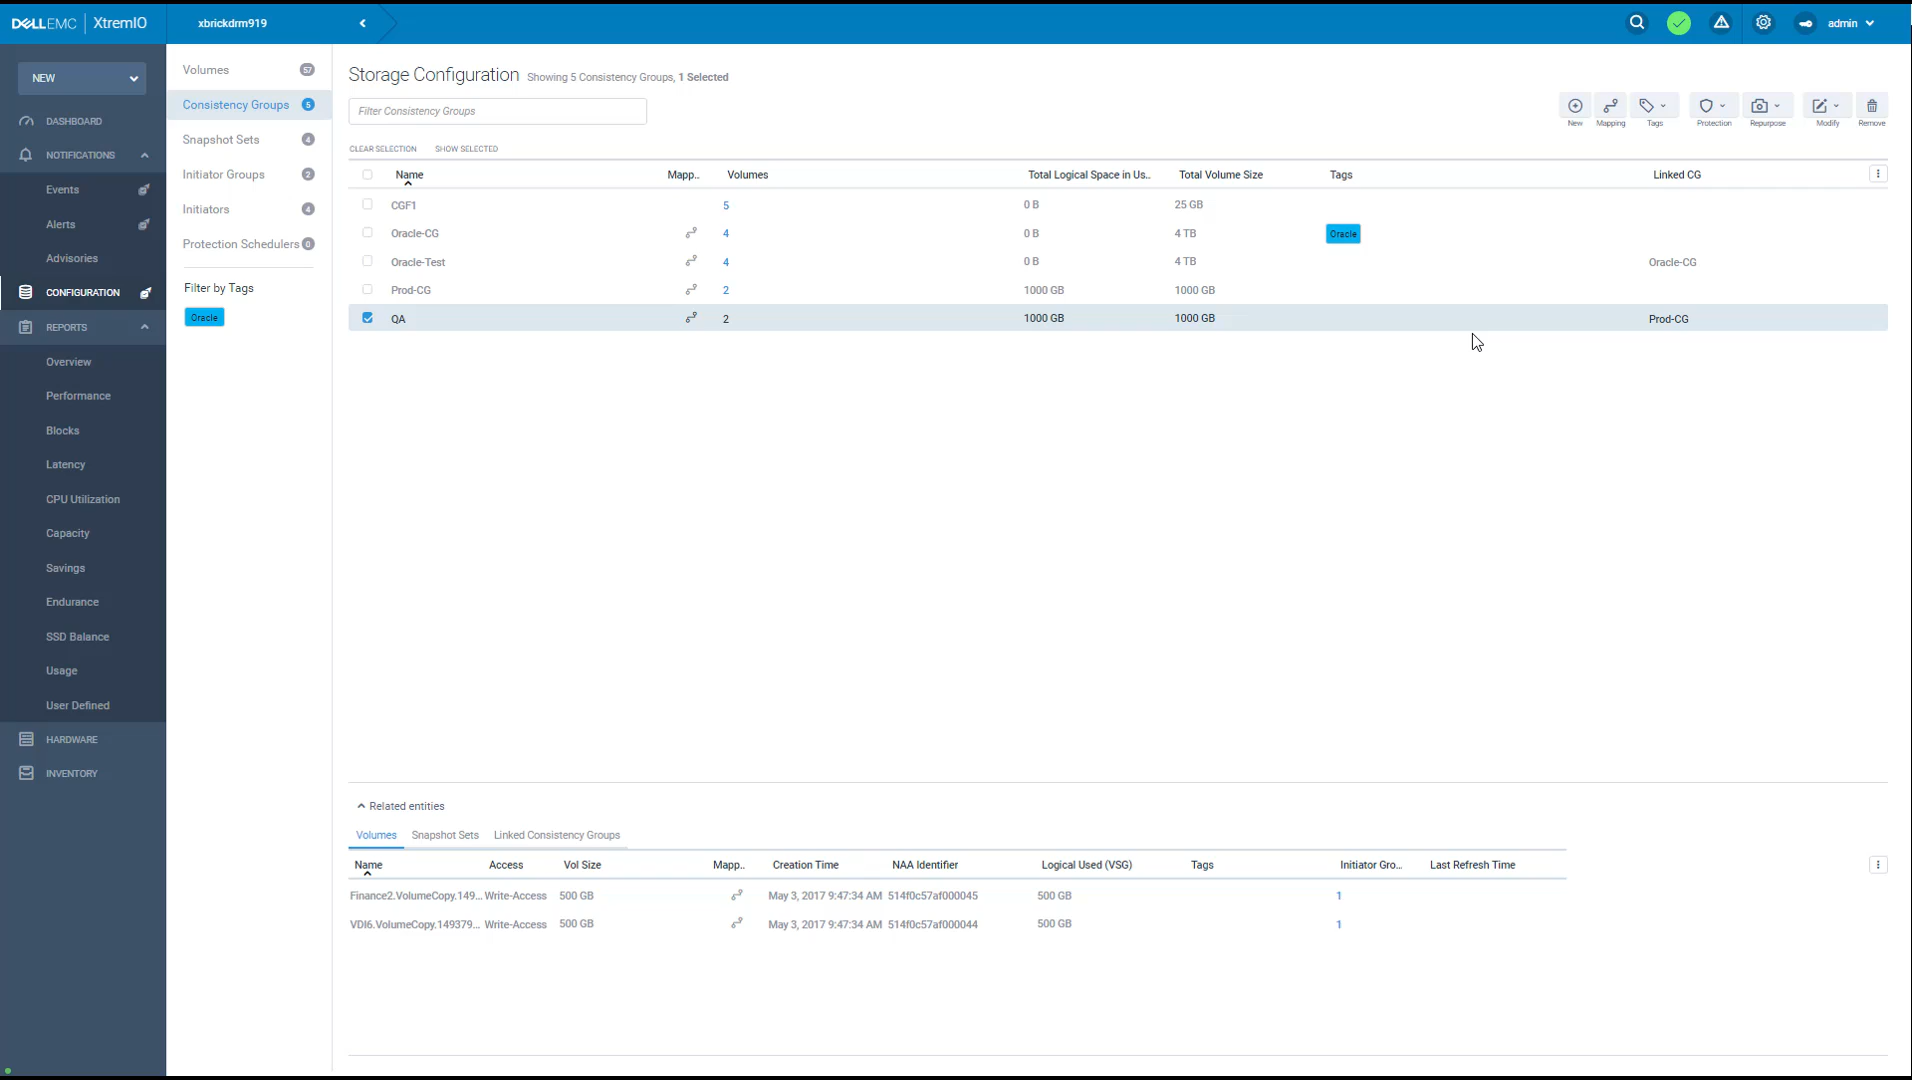 DELLEMC XtremIO
xbrickdrm919
admin
NEW
DASHBOARD
NOTIFICATIONS
Events
Alerts
Advisories
CONFIGURATION
REPORTS
Overview
Performance
Blocks
Latency
CPU Utilization
Capacity
Savings
Endurance
SSD Balance
Usage
User Defined
HARDWARE
INVENTORY
Volumes 57
Consistency Groups 5
Snapshot Sets 4
Initiator Groups 2
Initiators 4
Protection Schedulers 0
Filter by Tags
Oracle
Storage Configuration Showing 5 Consistency Groups, 1 Selected
Filter Consistency Groups
New Mapping Tags Protection Repurpose Modify Remove
CLEAR SELECTION SHOW SELECTED
Name Mapp.. Volumes Total Logical Space in Us.. Total Volume Size Tags Linked CG
CGF1 5 0 B 25 GB
Oracle-CG 4 0 B 4 TB Oracle
Oracle-Test 4 0 B 4 TB Oracle-CG
Prod-CG 2 1000 GB 1000 GB
QA 2 1000 GB 1000 GB Prod-CG
Related entities
Volumes Snapshot Sets Linked Consistency Groups
Name Access Vol Size Mapp.. Creation Time NAA Identifier Logical Used (VSG) Tags Initiator Gro... Last Refresh Time
Finance2.VolumeCopy.149... Write-Access 500 GB May 3, 2017 9:47:34 AM 514f0c57af000045 500 GB 1
VDI6.VolumeCopy.149379... Write-Access 500 GB May 3, 2017 9:47:34 AM 514f0c57af000044 500 GB 1